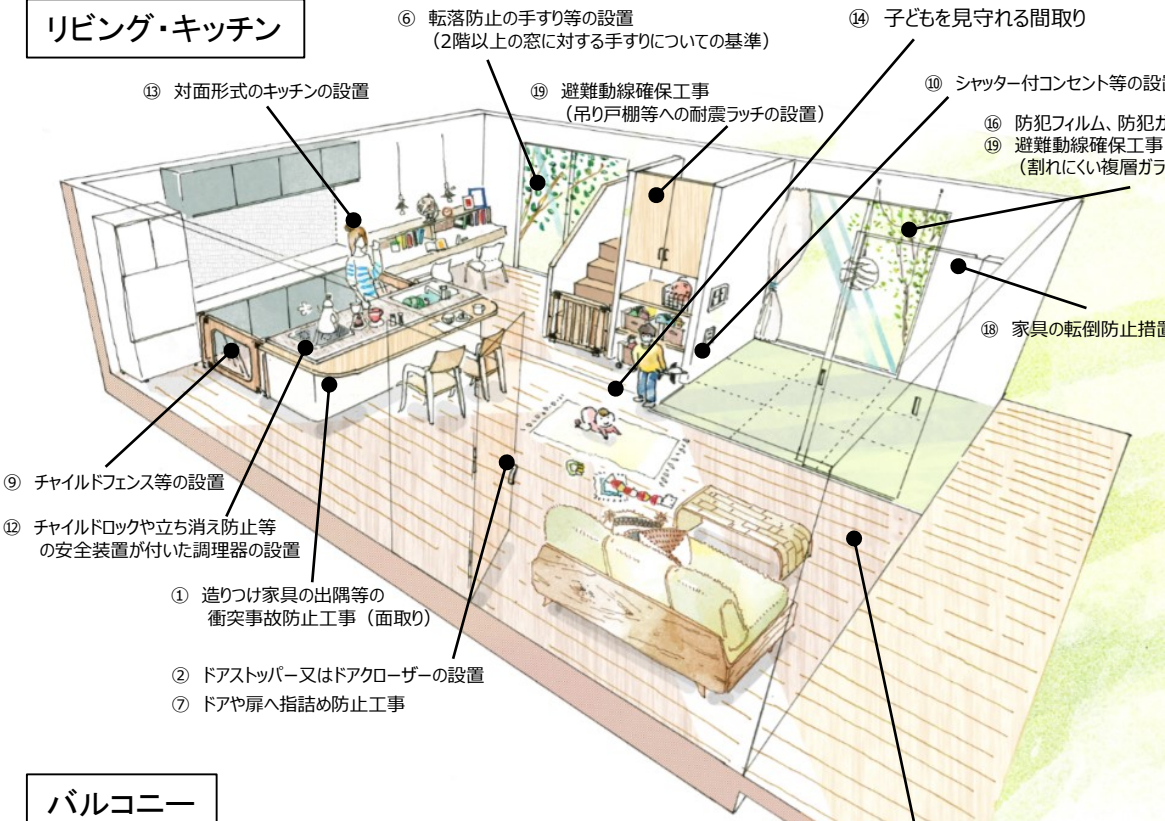 リビング・キッチン
⑥ 転落防止の手すり等の設置
（2階以上の窓に対する手すりについての基準）
⑭ 子どもを見守れる間取り
⑬ 対面形式のキッチンの設置
⑲ 避難動線確保工事
（吊り戸棚等への耐震ラッチの設置）
⑩ シャッター付コンセント等の設
⑯ 防犯フィルム、防犯ガ
⑲ 避難動線確保工事
（割れにくい複層ガラ
⑱ 家具の転倒防止措置
⑨ チャイルドフェンス等の設置
⑫ チャイルドロックや立ち消え防止等
の安全装置が付いた調理器の設置
① 造りつけ家具の出隅等の
衝突事故防止工事（面取り）
② ドアストッパー又はドアクローザーの設置
⑦ ドアや扉へ指詰め防止工事
バルコニー